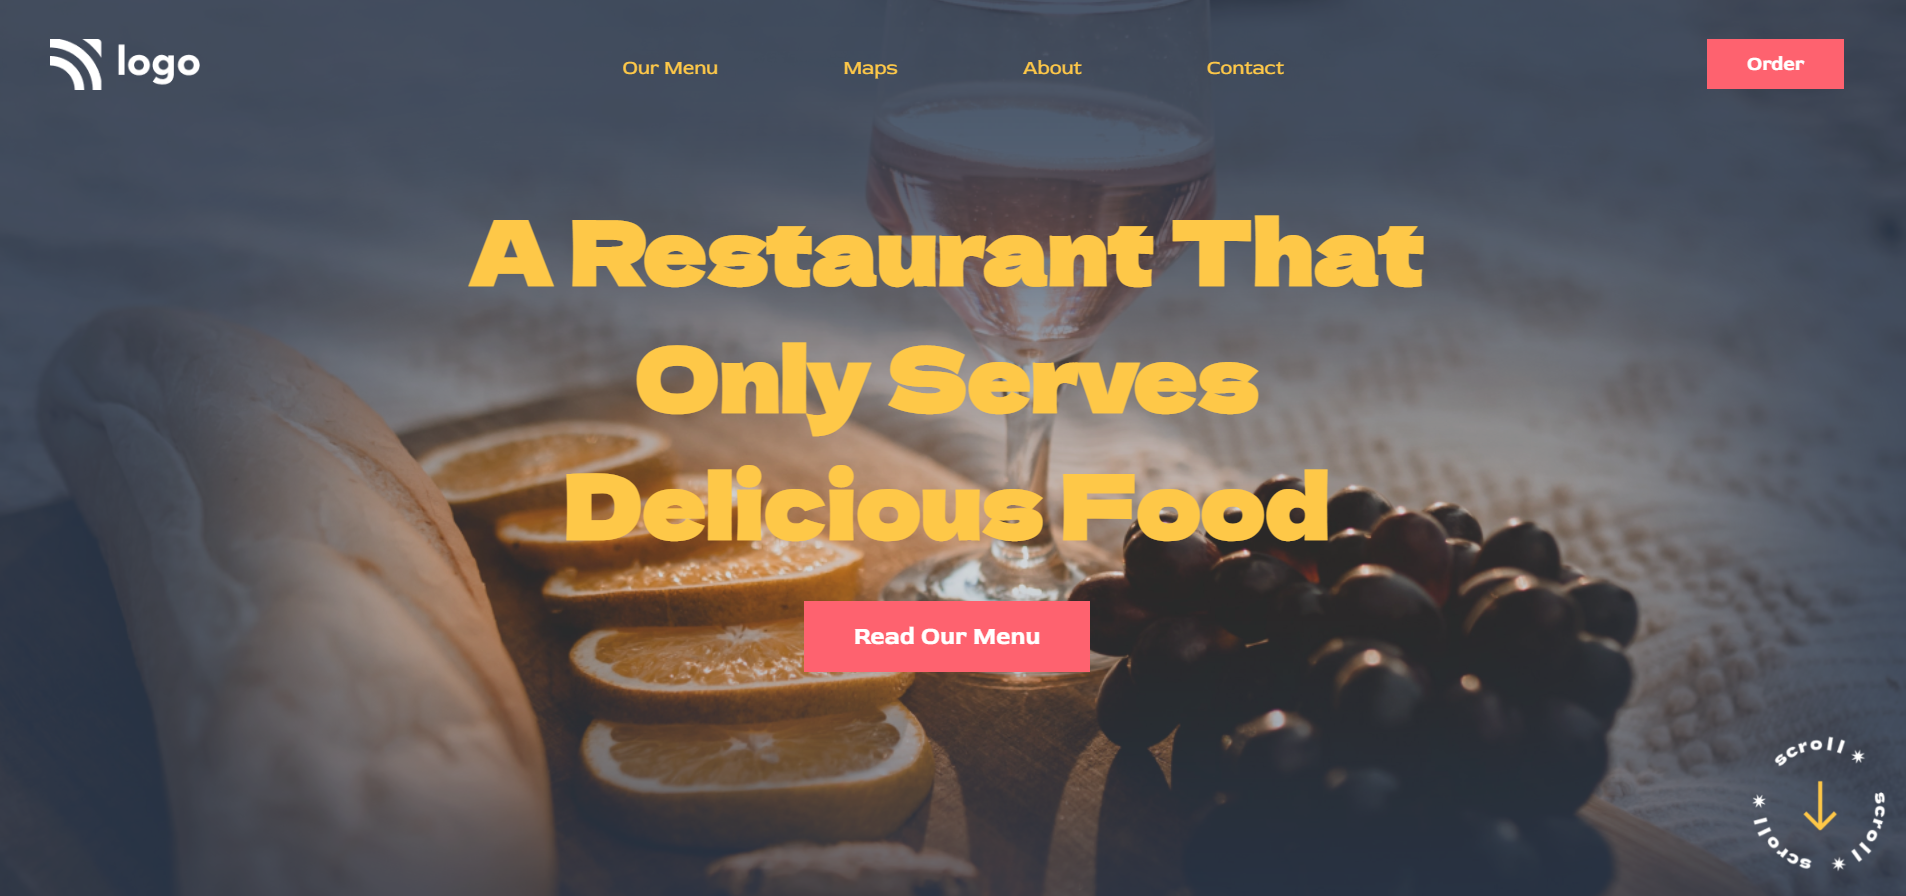 logo
Our Menu
Maps
About
Contact
Order
A Restaurant That
Only Serves
Delicious Food
Read Our Menu
scroll
scroll
scroll